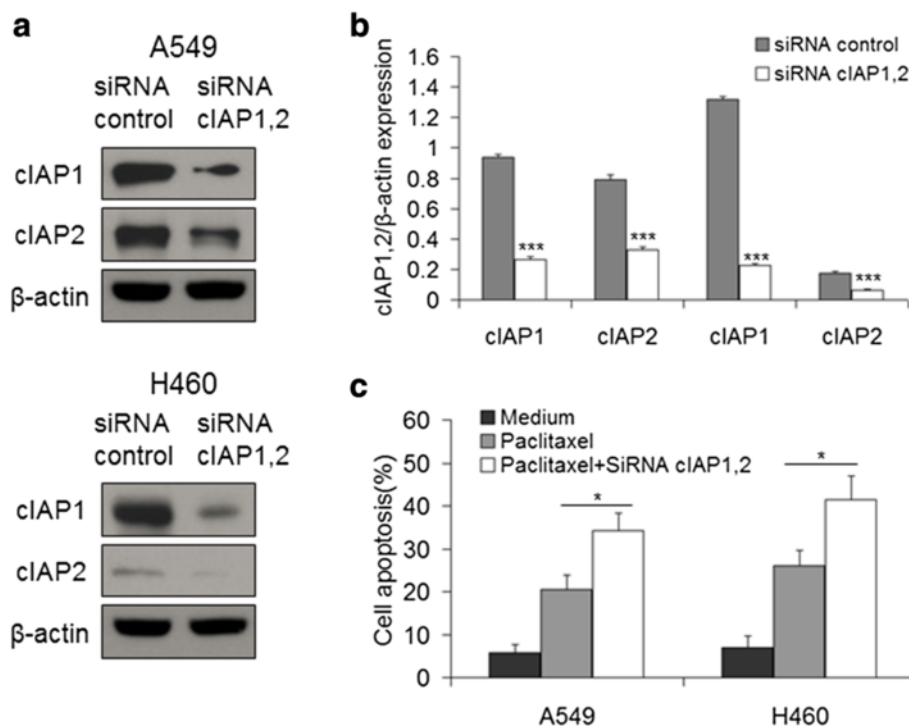 a
A549
siRNA control
siRNA cIAP1,2
cIAP1
cIAP2
β-actin
H460
siRNA control
siRNA cIAP1,2
cIAP1
cIAP2
β-actin
b
cIAP1,2/β-actin expression
1.6
1.4
1.2
1
0.8
0.6
0.4
0.2
0
siRNA control
siRNA cIAP1,2
***
***
***
***
cIAP1
cIAP2
cIAP1
cIAP2
c
Cell apoptosis(%)
60
50
40
30
20
10
0
Medium
Paclitaxel
Paclitaxel+SiRNA cIAP1,2
*
*
A549
H460